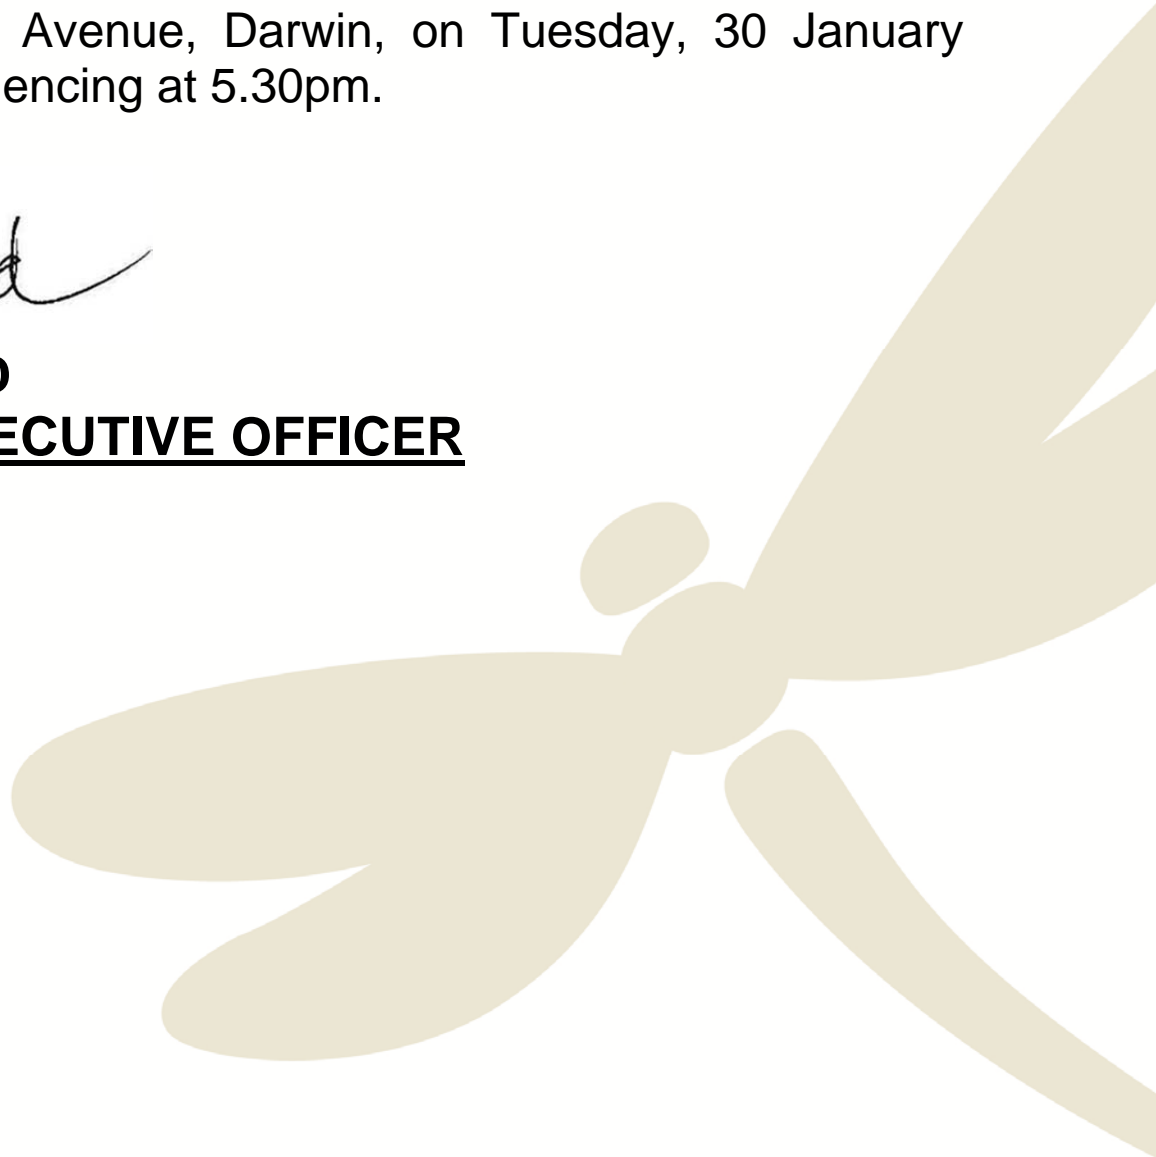 Avenue, Darwin, on Tuesday, 30 January
encing at 5.30pm.
D
ECUTIVE OFFICER